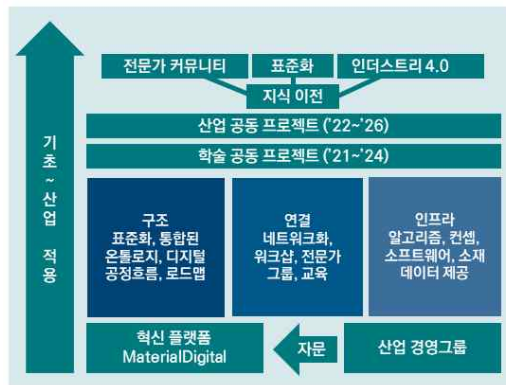 전문가 커뮤니티
표준화
인더스트리 4.0
지식 이전
산업 공동 프로젝트 ('22~'26)
학술 공동 프로젝트 ('21~'24)
기초~산업 적용
구조
표준화, 통합된
온톨로지, 디지털
공정흐름, 로드맵
연결
네트워크화,
워크샵, 전문가
그룹, 교육
인프라
알고리즘, 컨셉,
소프트웨어, 소재
데이터 제공
혁신 플랫폼
MaterialDigital
자문
산업 경영그룹